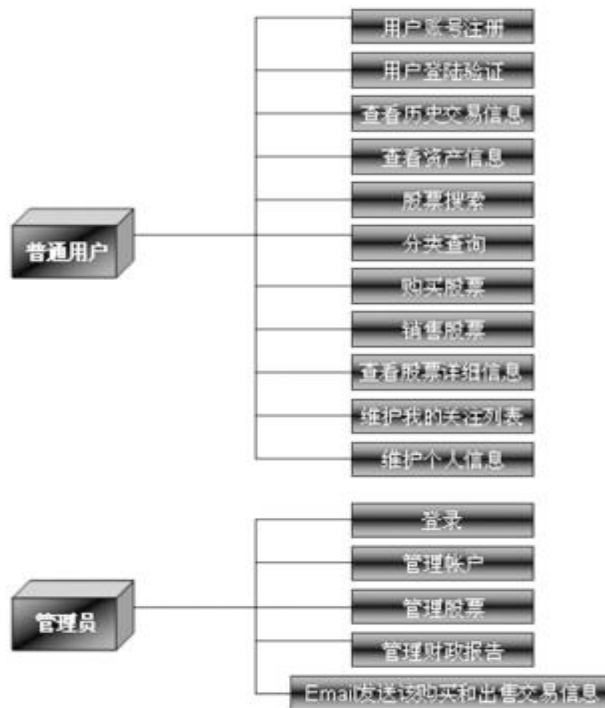 普通用户
用户账号注册
用户登陆验证
查看历史交易信息
查看资产信息
股票搜索
分类查询
购买股票
销售股票
查看股票详细信息
维护我的关注列表
维护个人信息
管理员
登录
管理帐户
管理股票
管理财政报告
Email发送该购买和出售交易信息